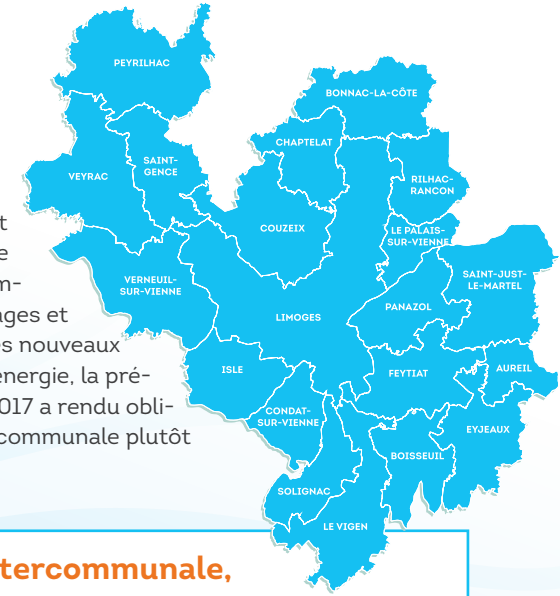 PEYRILHAC
BONNAC-LA-CÔTE
CHAPTELAT
SAINT-
GENCE
VEYRAC
RILHAC-
RANCON
COUZEIX
LE PALAIS-
SUR-VIENNE
SAINT-JUST-
LE-MARTEL
VERNEUIL-
SUR-VIENNE
PANAZOL
LIMOGES
ISLE
FEYTIAT
AUREIL
CONDAT-
SUR-VIENNE
EYJEAUX
BOISSEUIL
SOLIGNAC
LE VIGEN
t
e
m-
ages et
es nouveaux
énergie, la pré-
017 a rendu obli-
communale plutôt
tercommunale,